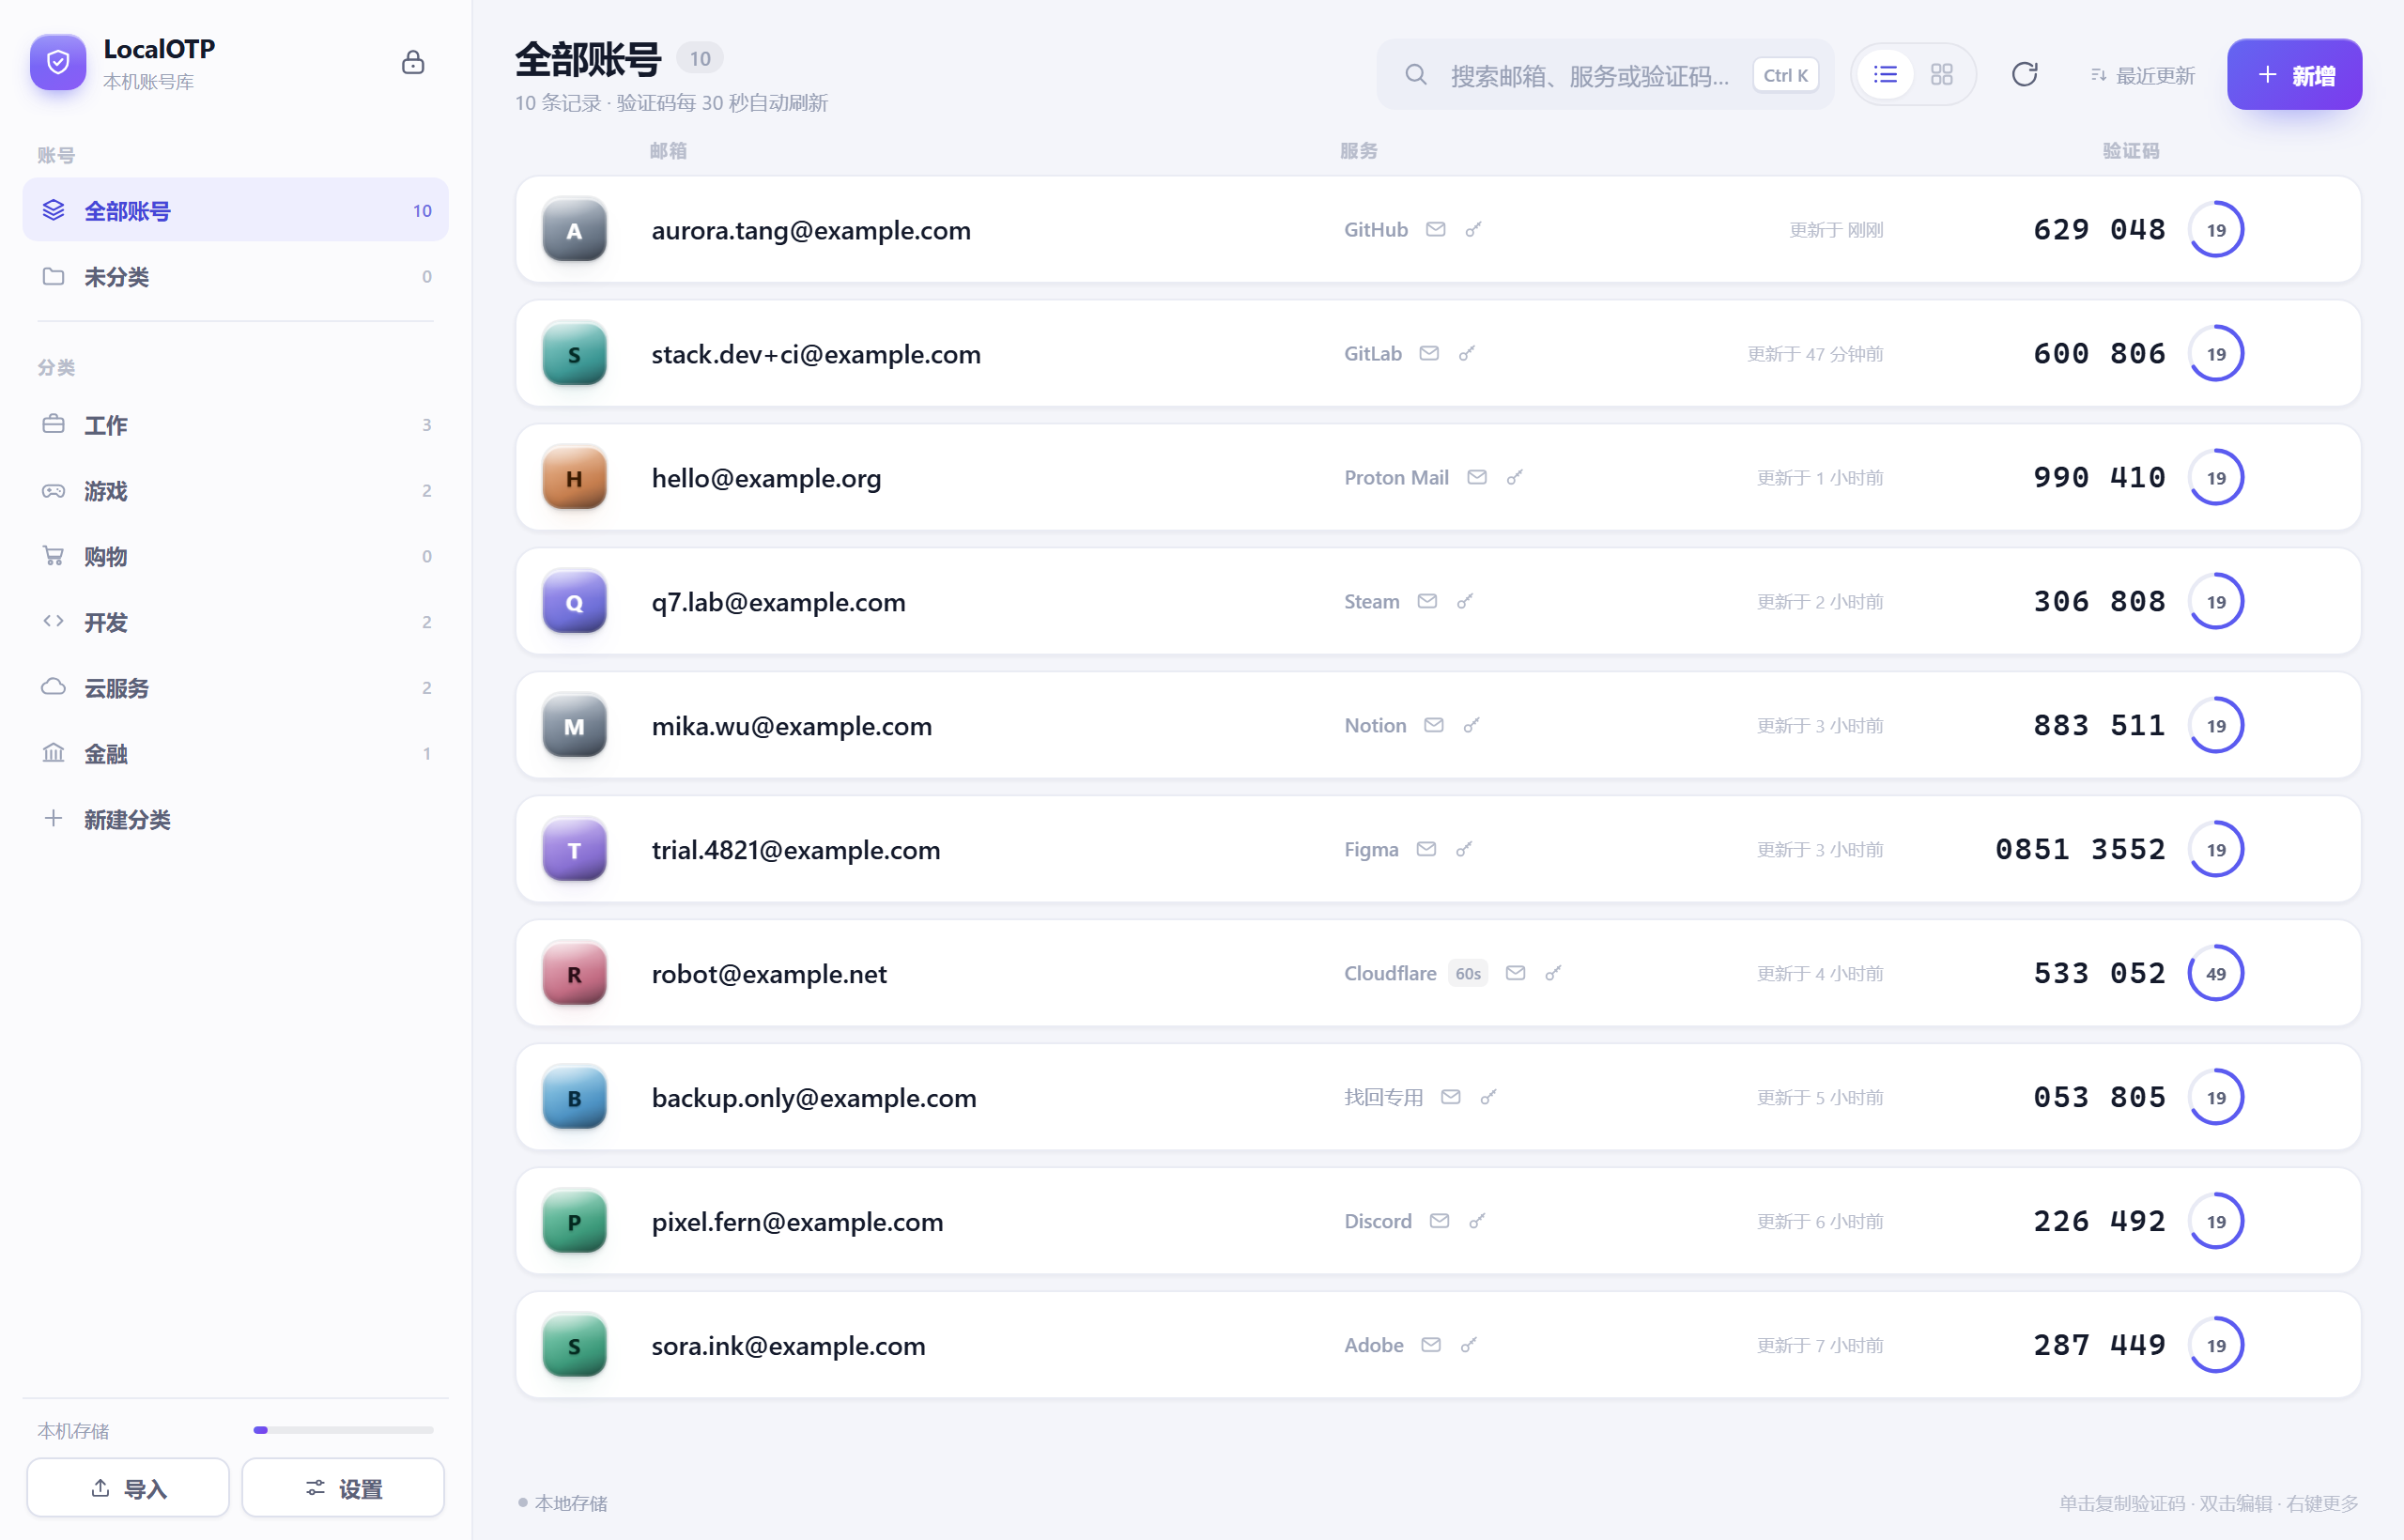 LocalOTP
本机账号库
账号
全部账号 10
未分类 0
分类
工作 3
游戏 2
购物 0
开发 2
云服务 2
金融 1
新建分类
本机存储
导入 设置
全部账号 10
10 条记录 · 验证码每 30 秒自动刷新
搜索邮箱、服务或验证码... Ctrl K
最近更新
新增
邮箱 服务 验证码
A aurora.tang@example.com GitHub 更新于 刚刚 629 048 19
S stack.dev+ci@example.com GitLab 更新于 47 分钟前 600 806 19
H hello@example.org Proton Mail 更新于 1 小时前 990 410 19
Q q7.lab@example.com Steam 更新于 2 小时前 306 808 19
M mika.wu@example.com Notion 更新于 3 小时前 883 511 19
T trial.4821@example.com Figma 更新于 3 小时前 0851 3552 19
R robot@example.net Cloudflare 60s 更新于 4 小时前 533 052 49
B backup.only@example.com 找回专用 更新于 5 小时前 053 805 19
P pixel.fern@example.com Discord 更新于 6 小时前 226 492 19
S sora.ink@example.com Adobe 更新于 7 小时前 287 449 19
本地存储
单击复制验证码 · 双击编辑 · 右键更多